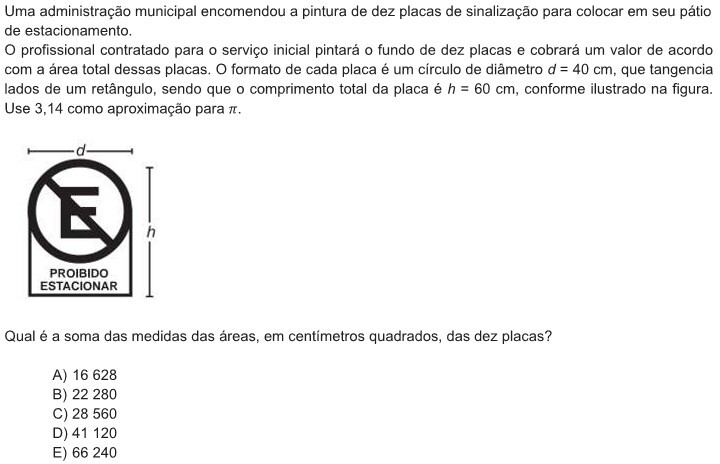 Uma administração municipal encomendou a pintura de dez placas de sinalização para colocar em seu pátio
de estacionamento.
O profissional contratado para o serviço inicial pintará o fundo de dez placas e cobrará um valor de acordo
com a área total dessas placas. O formato de cada placa é um círculo de diâmetro d = 40 cm, que tangencia
lados de um retângulo, sendo que o comprimento total da placa é h = 60 cm, conforme ilustrado na figura.
Use 3,14 como aproximação para π.
d
E
h
PROIBIDO
ESTACIONAR
Qual é a soma das medidas das áreas, em centímetros quadrados, das dez placas?
A) 16 628
B) 22 280
C) 28 560
D) 41 120
E) 66 240